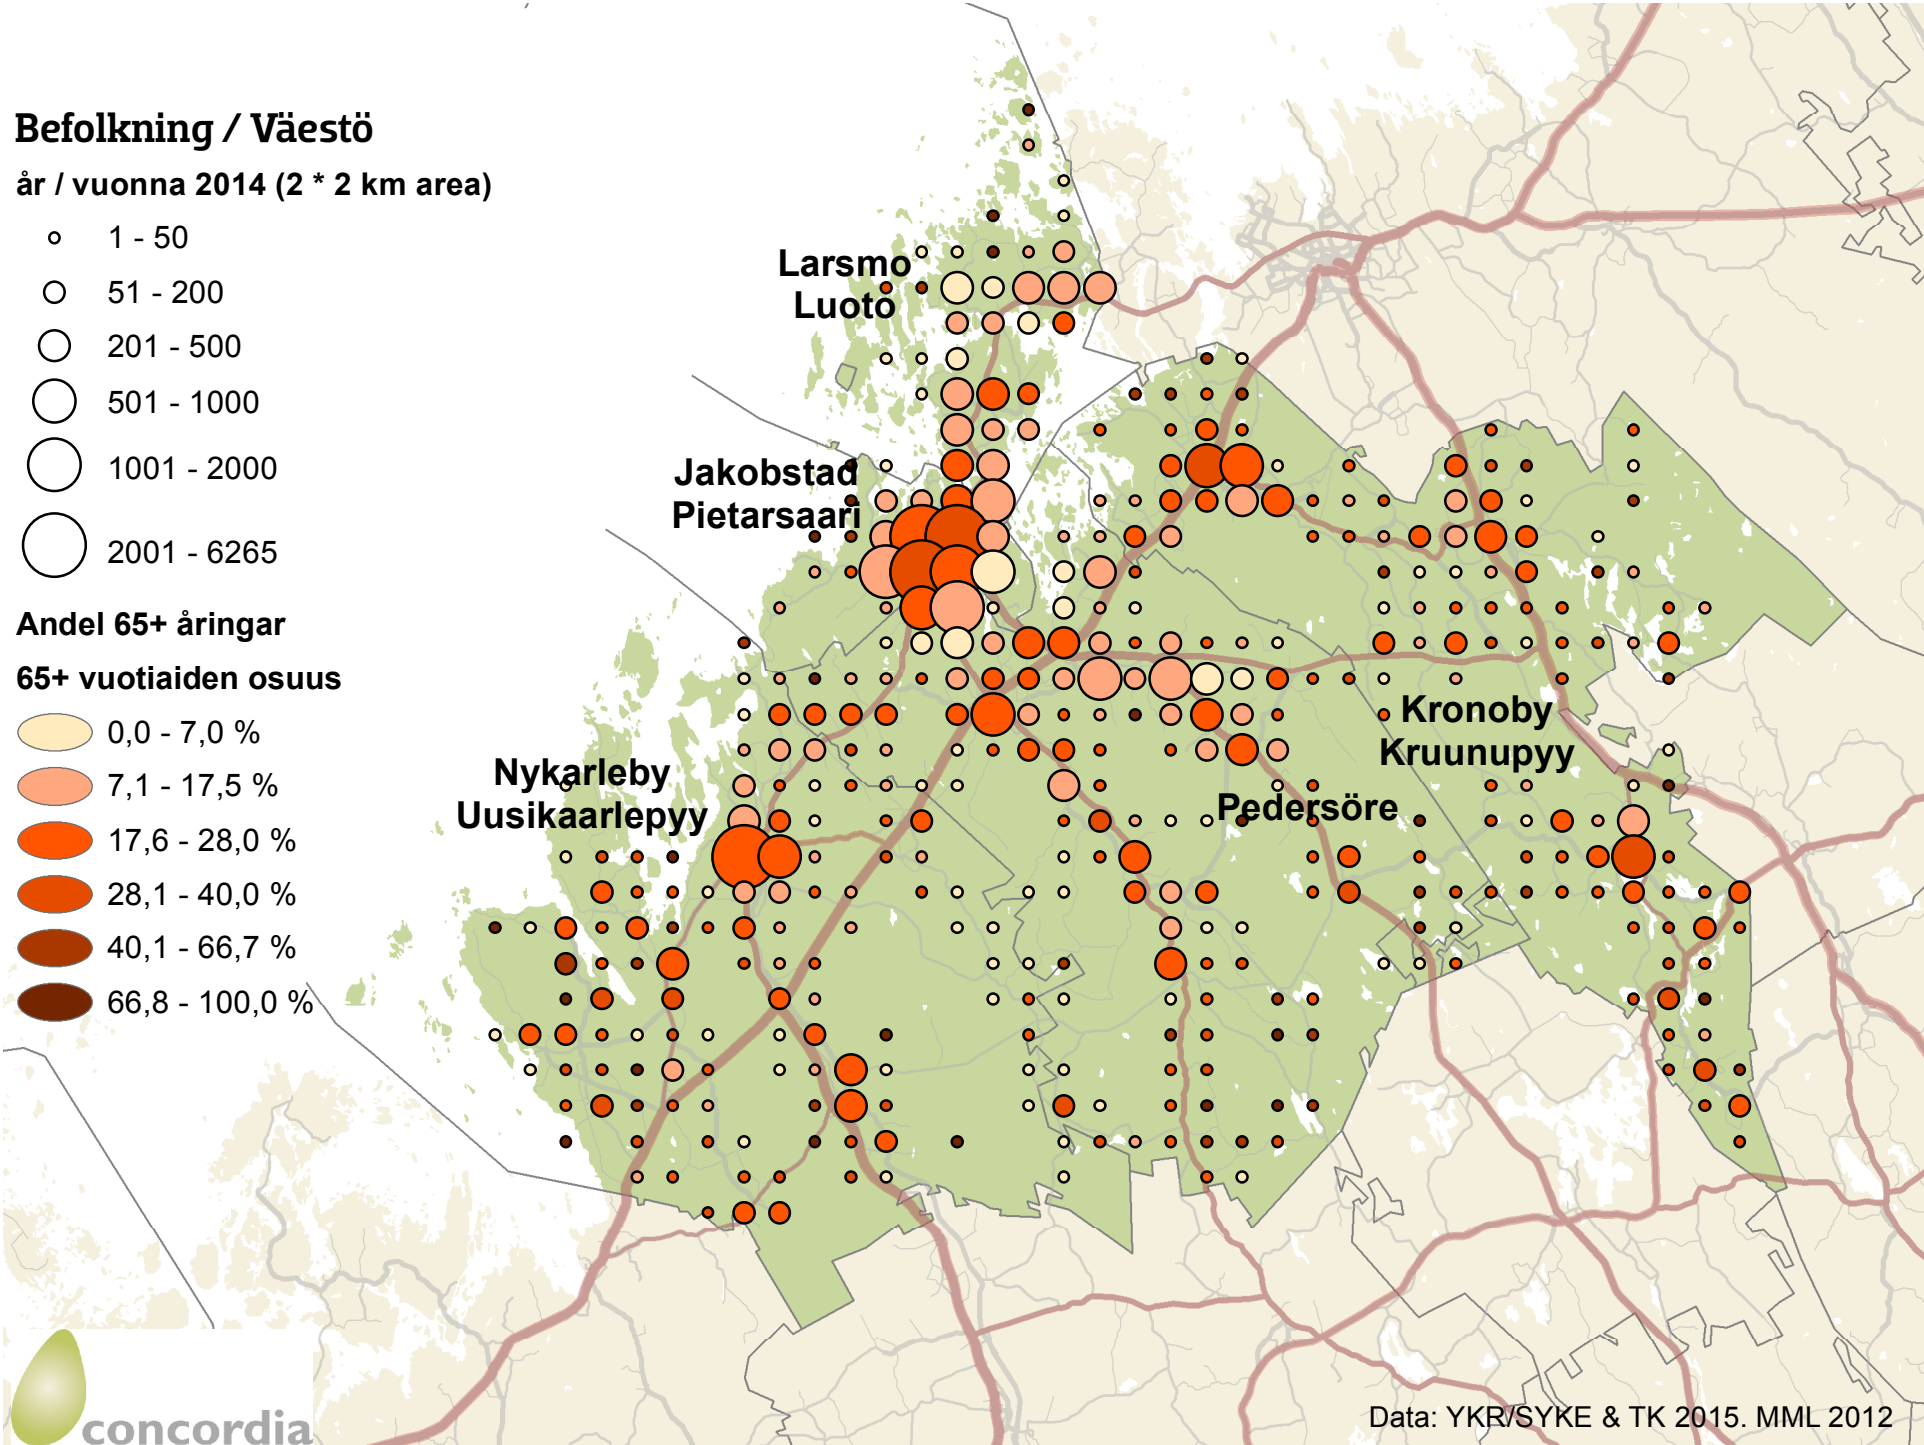 Befolkning / Väestö
år / vuonna 2014 (2 * 2 km area)
1 - 50
51 - 200
201 - 500
501 - 1000
1001 - 2000
2001 - 6265
Andel 65+ åringar
65+ vuotiaiden osuus
0,0 - 7,0 %
7,1 - 17,5 %
17,6 - 28,0 %
28,1 - 40,0 %
40,1 - 66,7 %
66,8 - 100,0 %
Larsmo
Luoto
Jakobstad
Pietarsaari
Nykarleby
Uusikaarlepyy
Kronoby
Kruunupyy
Pedersöre
concordia
Data: YKR/SYKE & TK 2015. MML 2012